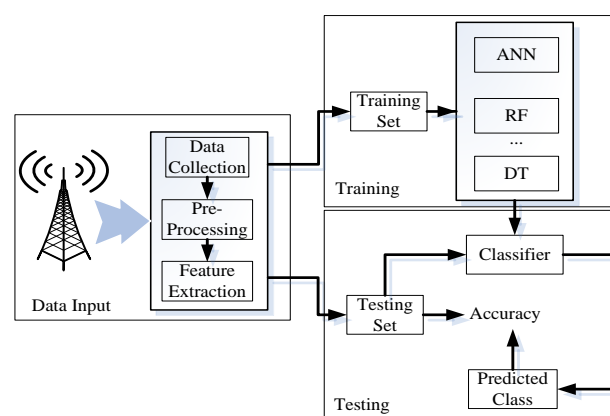 Data
Collection
Pre-
Processing
Feature
Extraction
Data Input
Training
Set
ANN
RF
...
DT
Training
Classifier
Testing
Set
Accuracy
Predicted
Class
Testing